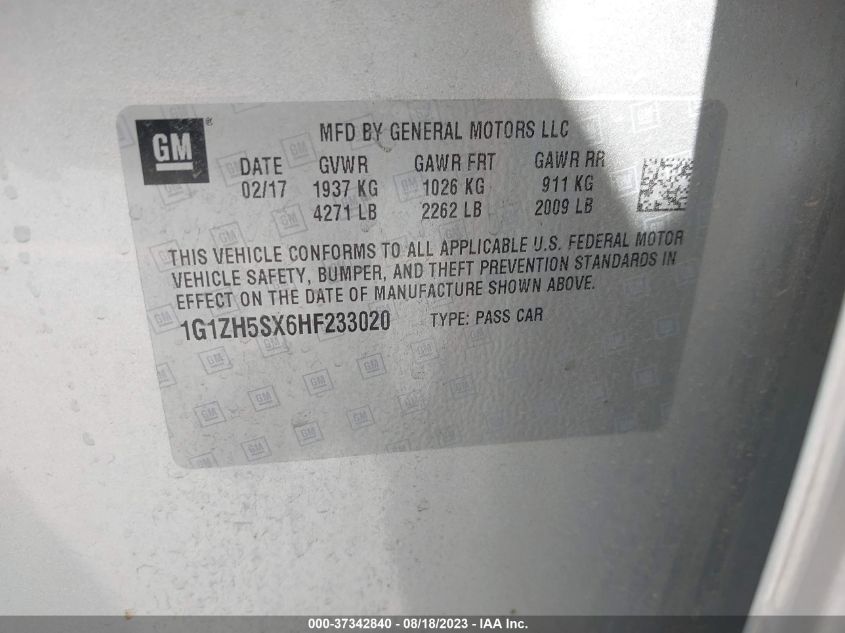 GM
®
MFD BY GENERAL MOTORS LLC
DATE GVWR GAWR FRT GAWR RR
02/17 1937 KG 1026 KG 911 KG
4271 LB 2262 LB 2009 LB
THIS VEHICLE CONFORMS TO ALL APPLICABLE U.S. FEDERAL MOTOR
VEHICLE SAFETY, BUMPER, AND THEFT PREVENTION STANDARDS IN
EFFECT ON THE DATE OF MANUFACTURE SHOWN ABOVE.
1G1ZH5SX6HF233020 TYPE: PASS CAR
000-37342840 - 08/18/2023 - IAA Inc.